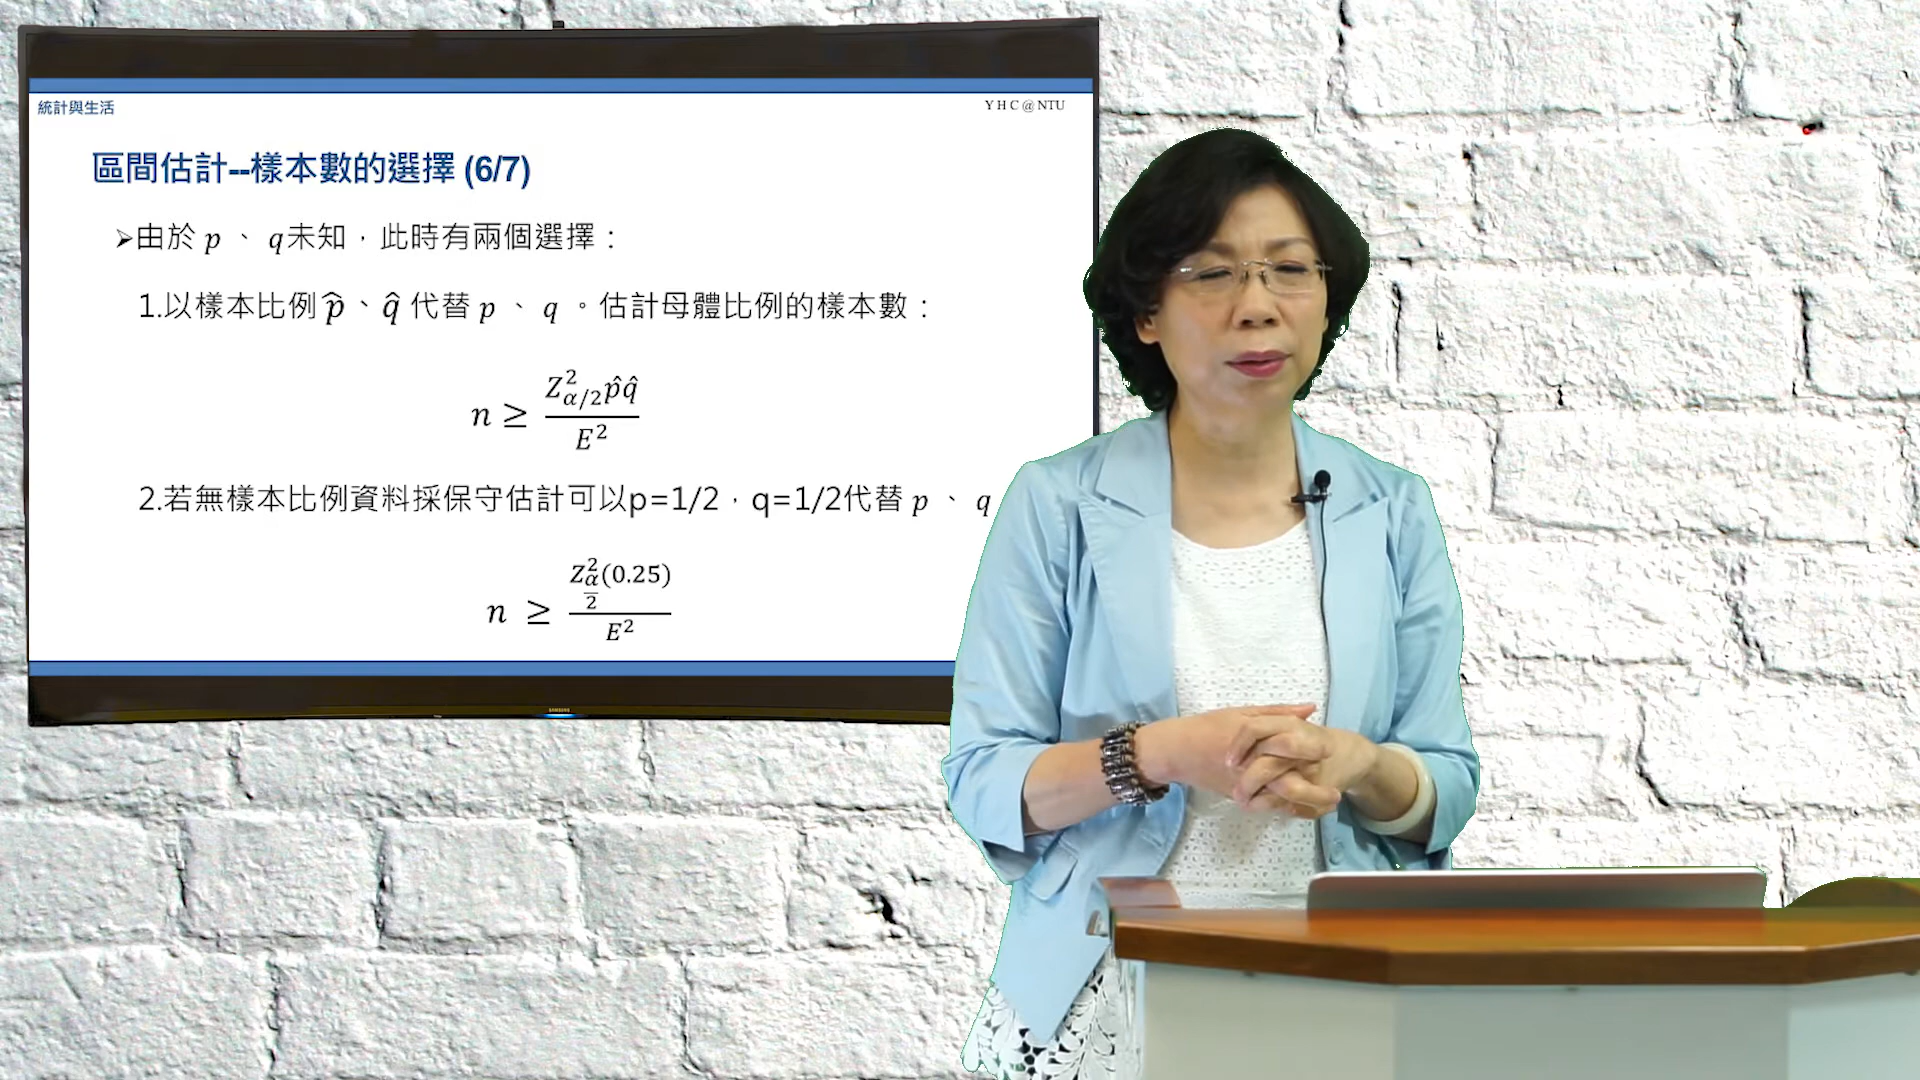 統計與生活
YHC@NTU
區間估計--樣本數的選擇 (6/7)
➢由於 p 、 q未知，此時有兩個選擇：
1.以樣本比例 p̂、q̂ 代替 p 、 q 。估計母體比例的樣本數：
n ≥ Z²_{α/2} p̂q̂ / E²
2.若無樣本比例資料採保守估計可以p=1/2，q=1/2代替 p 、 q
n ≥ Z²_{α/2}(0.25) / E²
SAMSUNG